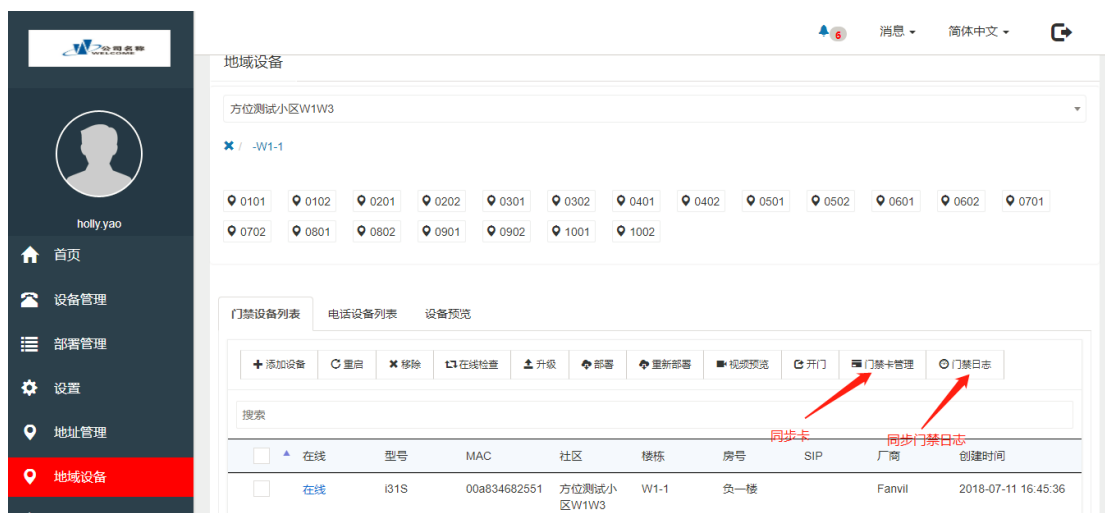 公司名称
WELCOME
6
消息
简体中文
地域设备
holly.yao
首页
设备管理
部署管理
设置
地址管理
地域设备
方位测试小区W1W3
/ -W1-1
0101 0102 0201 0202 0301 0302 0401 0402 0501 0502 0601 0602 0701
0702 0801 0802 0901 0902 1001 1002
门禁设备列表 电话设备列表 设备预览
添加设备 重启 移除 在线检查 升级 部署 重新部署 视频预览 开门 门禁卡管理 门禁日志
搜索
同步卡 同步门禁日志
在线 型号 MAC 社区 楼栋 房号 SIP 厂商 创建时间
在线 i31S 00a834682551 方位测试小 W1-1 负一楼 Fanvil 2018-07-11 16:45:36
区W1W3